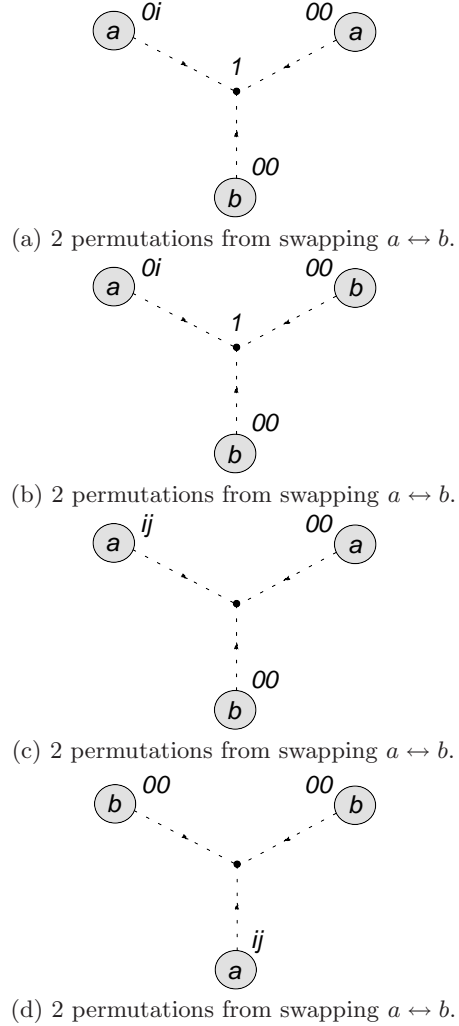 a 0i 00 a
1
00
b
(a) 2 permutations from swapping a ↔ b.
a 0i 00 b
1
00
b
(b) 2 permutations from swapping a ↔ b.
a ij 00 a
00
b
(c) 2 permutations from swapping a ↔ b.
b 00 00 b
ij
a
(d) 2 permutations from swapping a ↔ b.